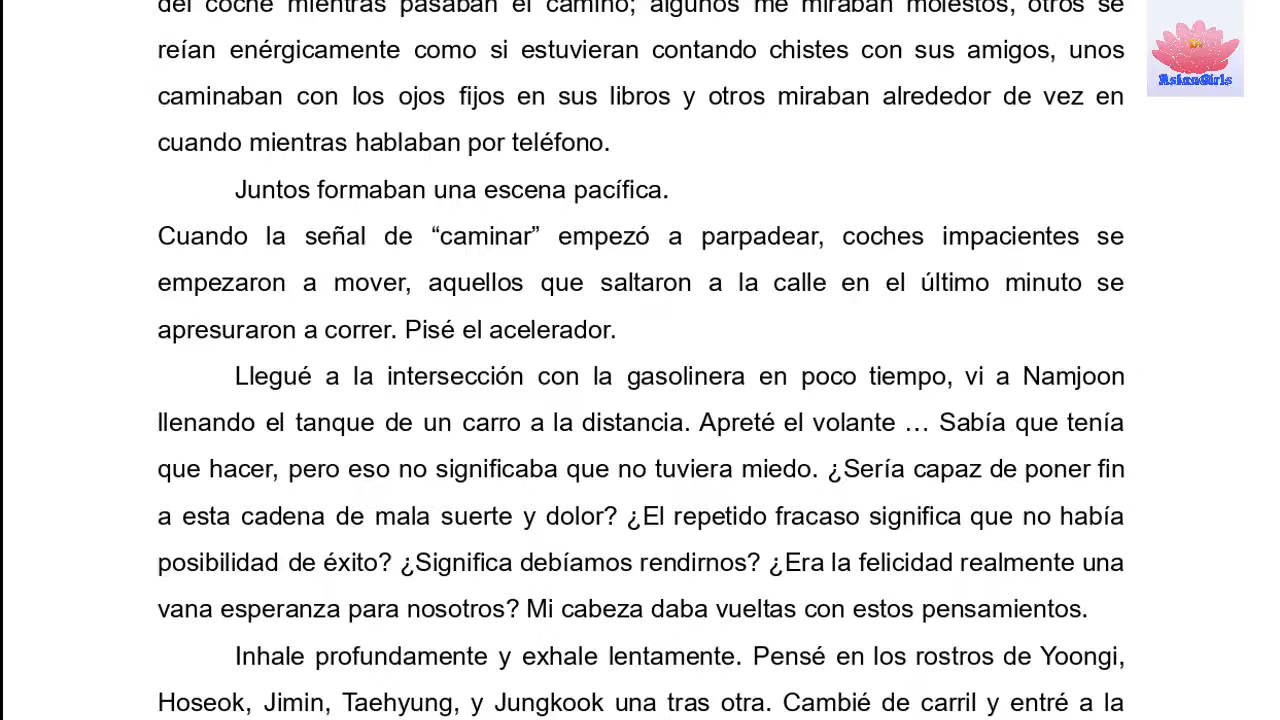 del coche mientras pasaban el camino; algunos me miraban molestos, otros se
reían enérgicamente como si estuvieran contando chistes con sus amigos, unos
caminaban con los ojos fijos en sus libros y otros miraban alrededor de vez en
cuando mientras hablaban por teléfono.
Juntos formaban una escena pacífica.
Cuando la señal de “caminar” empezó a parpadear, coches impacientes se
empezaron a mover, aquellos que saltaron a la calle en el último minuto se
apresuraron a correr. Pisé el acelerador.
Llegué a la intersección con la gasolinera en poco tiempo, vi a Namjoon
llenando el tanque de un carro a la distancia. Apreté el volante … Sabía que tenía
que hacer, pero eso no significaba que no tuviera miedo. ¿Sería capaz de poner fin
a esta cadena de mala suerte y dolor? ¿El repetido fracaso significa que no había
posibilidad de éxito? ¿Significa debíamos rendirnos? ¿Era la felicidad realmente una
vana esperanza para nosotros? Mi cabeza daba vueltas con estos pensamientos.
Inhale profundamente y exhale lentamente. Pensé en los rostros de Yoongi,
Hoseok, Jimin, Taehyung, y Jungkook una tras otra. Cambié de carril y entré a la
AsianGirls